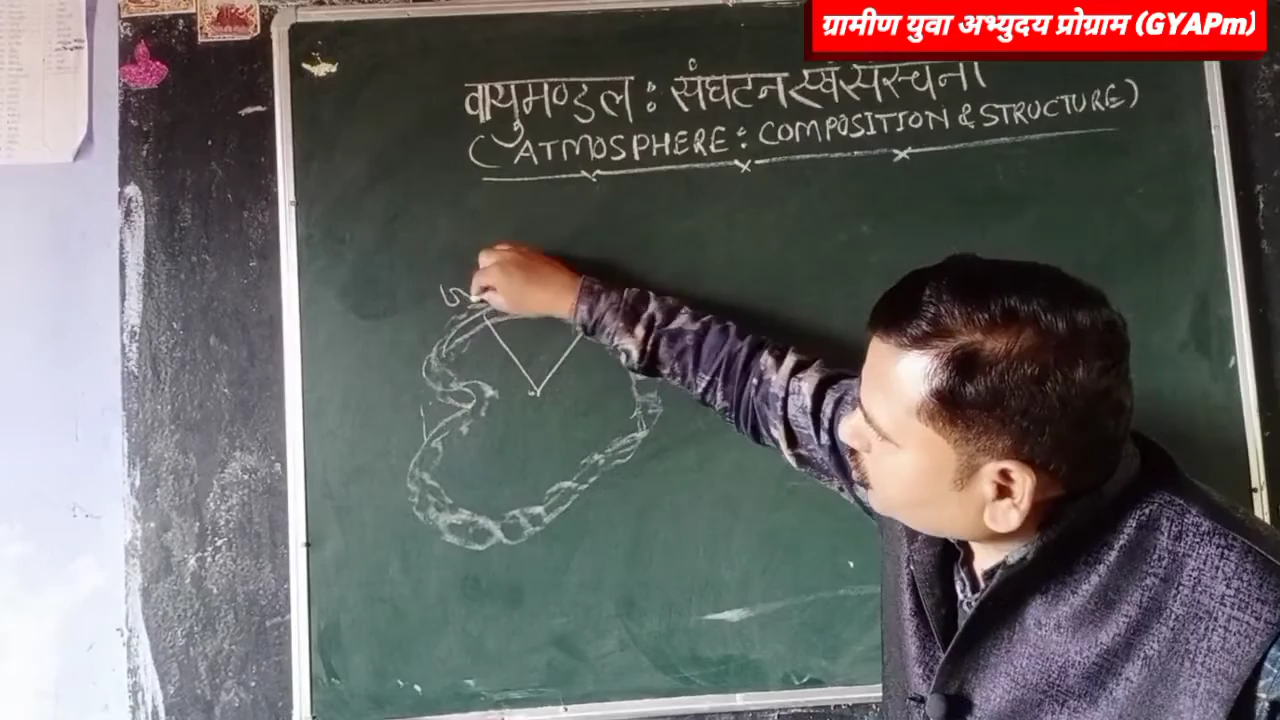 ग्रामीण युवा अभ्युदय प्रोग्राम (GYAPm)
वायुमण्डल : संघटन एवं संरचना
(ATMOSPHERE : COMPOSITION & STRUCTURE)